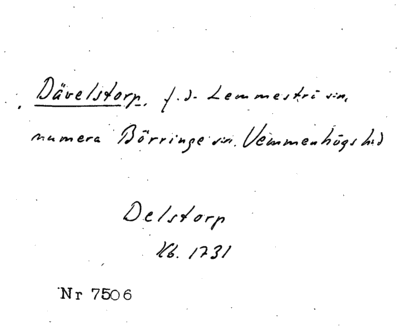 Dävelstorp, f.d. Lemmeströ sn,
numera Börringe sn. Vemmenhögs hd
Delstorp
Kb. 1731
Nr 7506